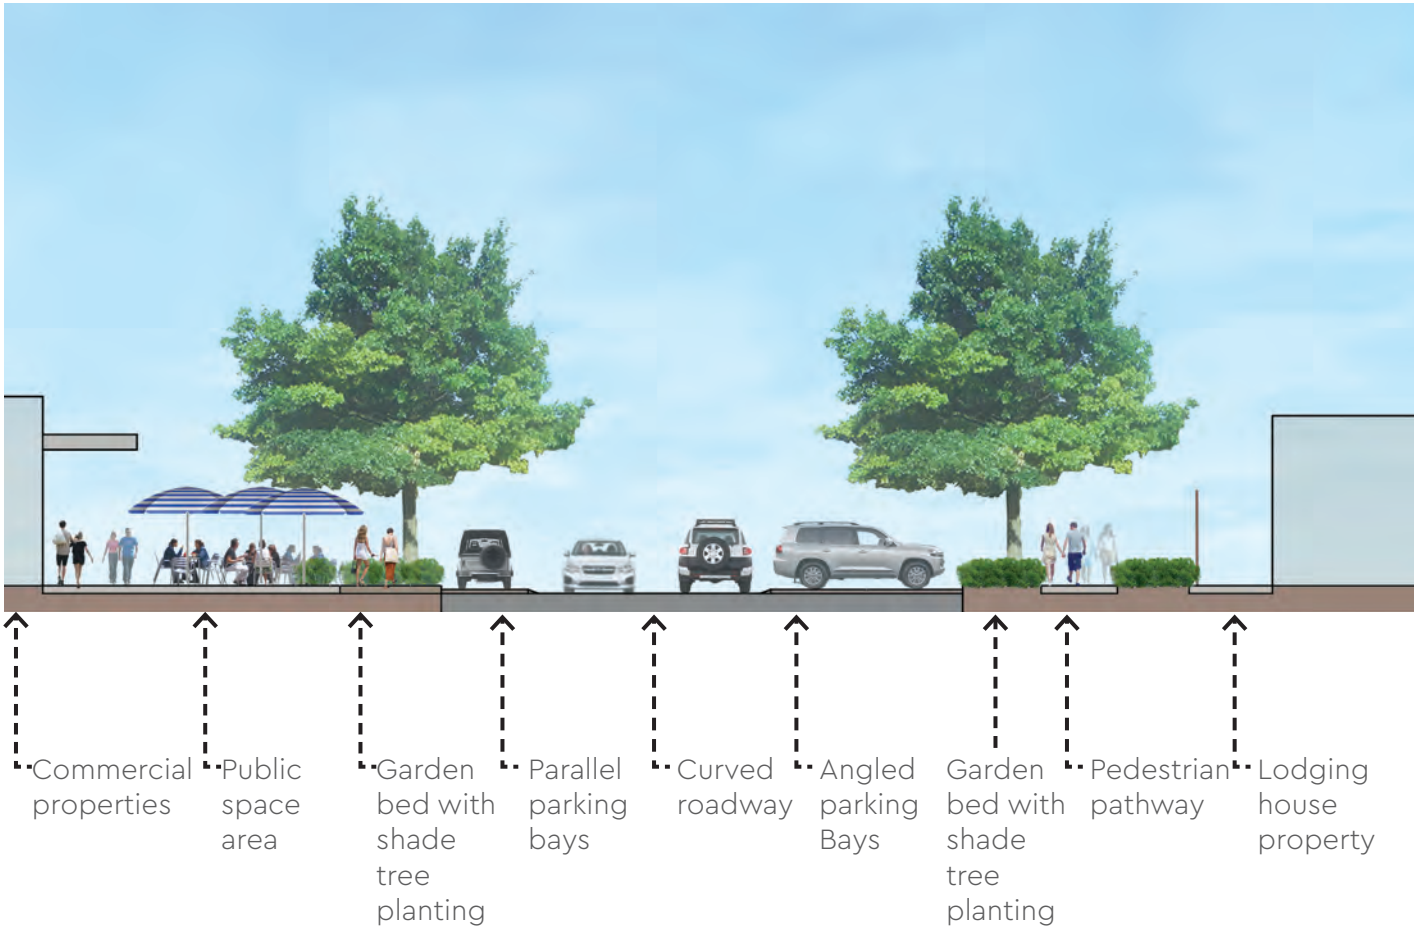 Commercial
properties
Public
space
area
Garden
bed with
shade
tree
planting
Parallel
parking
bays
Curved
roadway
Angled
parking
Bays
Garden
bed with
shade
tree
planting
Pedestrian
pathway
Lodging
house
property